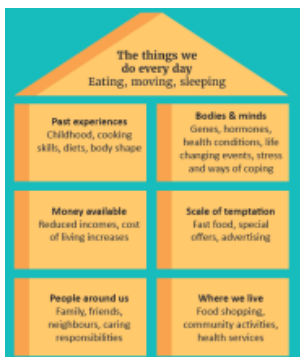 The things we
do every day
Eating, moving, sleeping
Past experiences
Childhood, cooking
skills, diets, body shape
Bodies & minds
Genes, hormones,
health conditions, life
changing events, stress
and ways of coping
Money available
Reduced incomes, cost
of living increases
Scale of temptation
Fast food, special
offers, advertising
People around us
Family, friends,
neighbours, caring
responsibilities
Where we live
Food shopping,
community activities,
health services